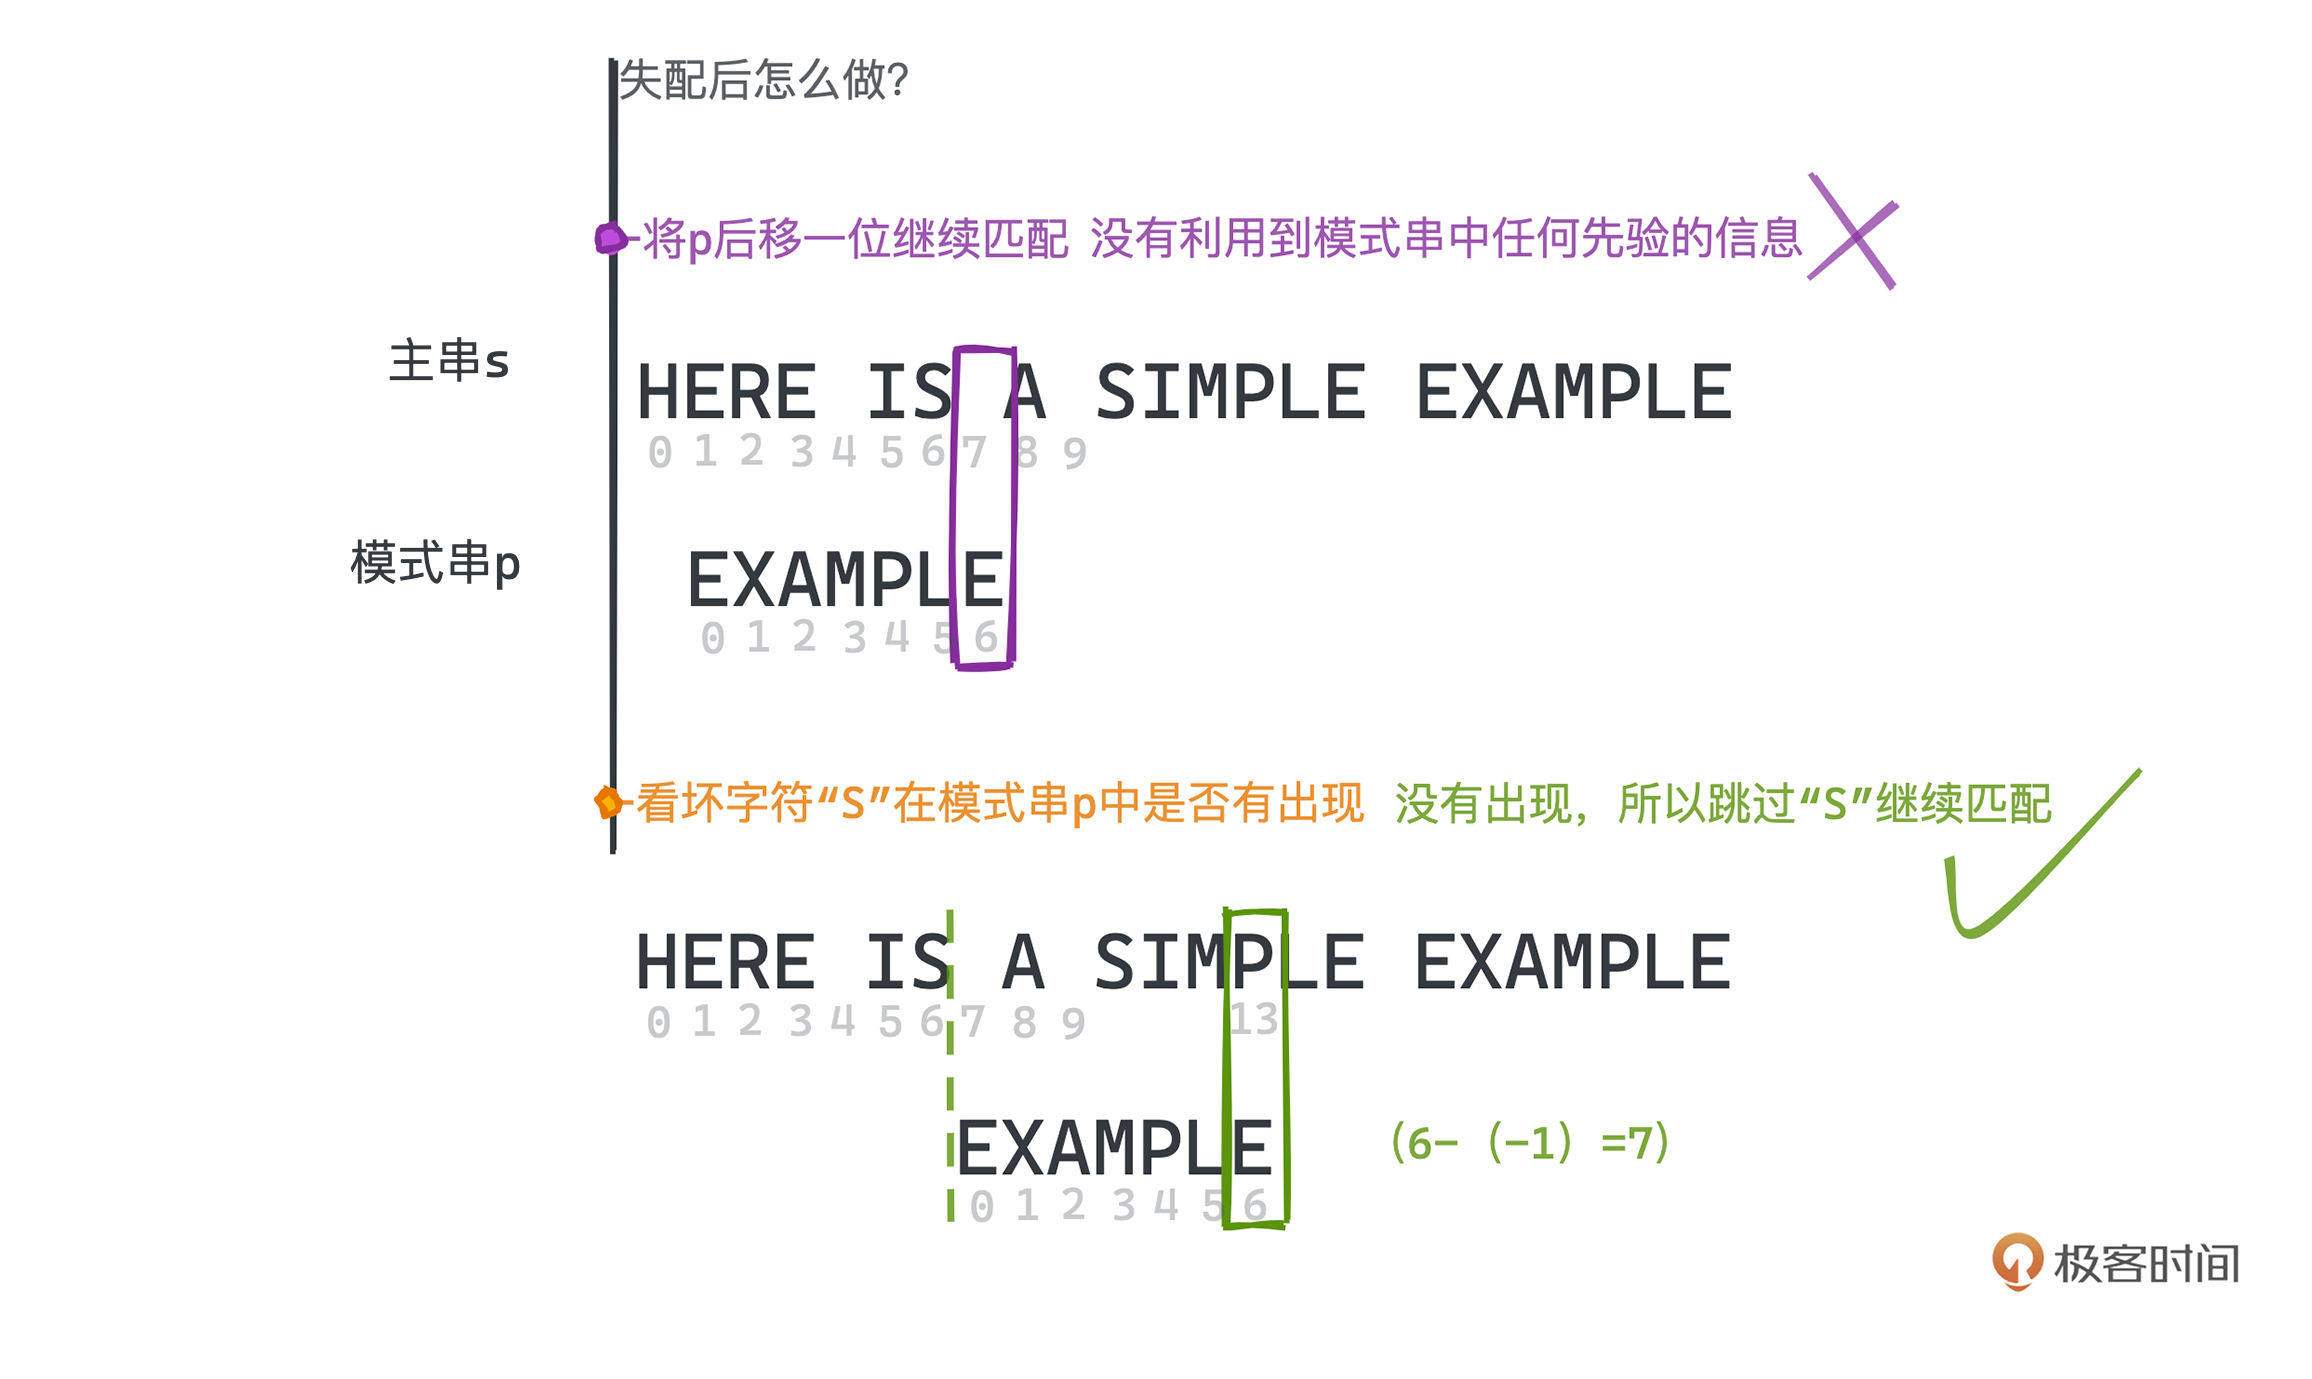 失配后怎么做？
将p后移一位继续匹配 没有利用到模式串中任何先验的信息
主串s
HERE IS A SIMPLE EXAMPLE
0 1 2 3 4 5 6 7 8 9
模式串p
EXAMPLE
0 1 2 3 4 5 6
看坏字符“S”在模式串p中是否有出现 没有出现，所以跳过“S”继续匹配
HERE IS A SIMPLE EXAMPLE
0 1 2 3 4 5 6 7 8 9 13
EXAMPLE （6-（-1）=7）
0 1 2 3 4 5 6
极客时间